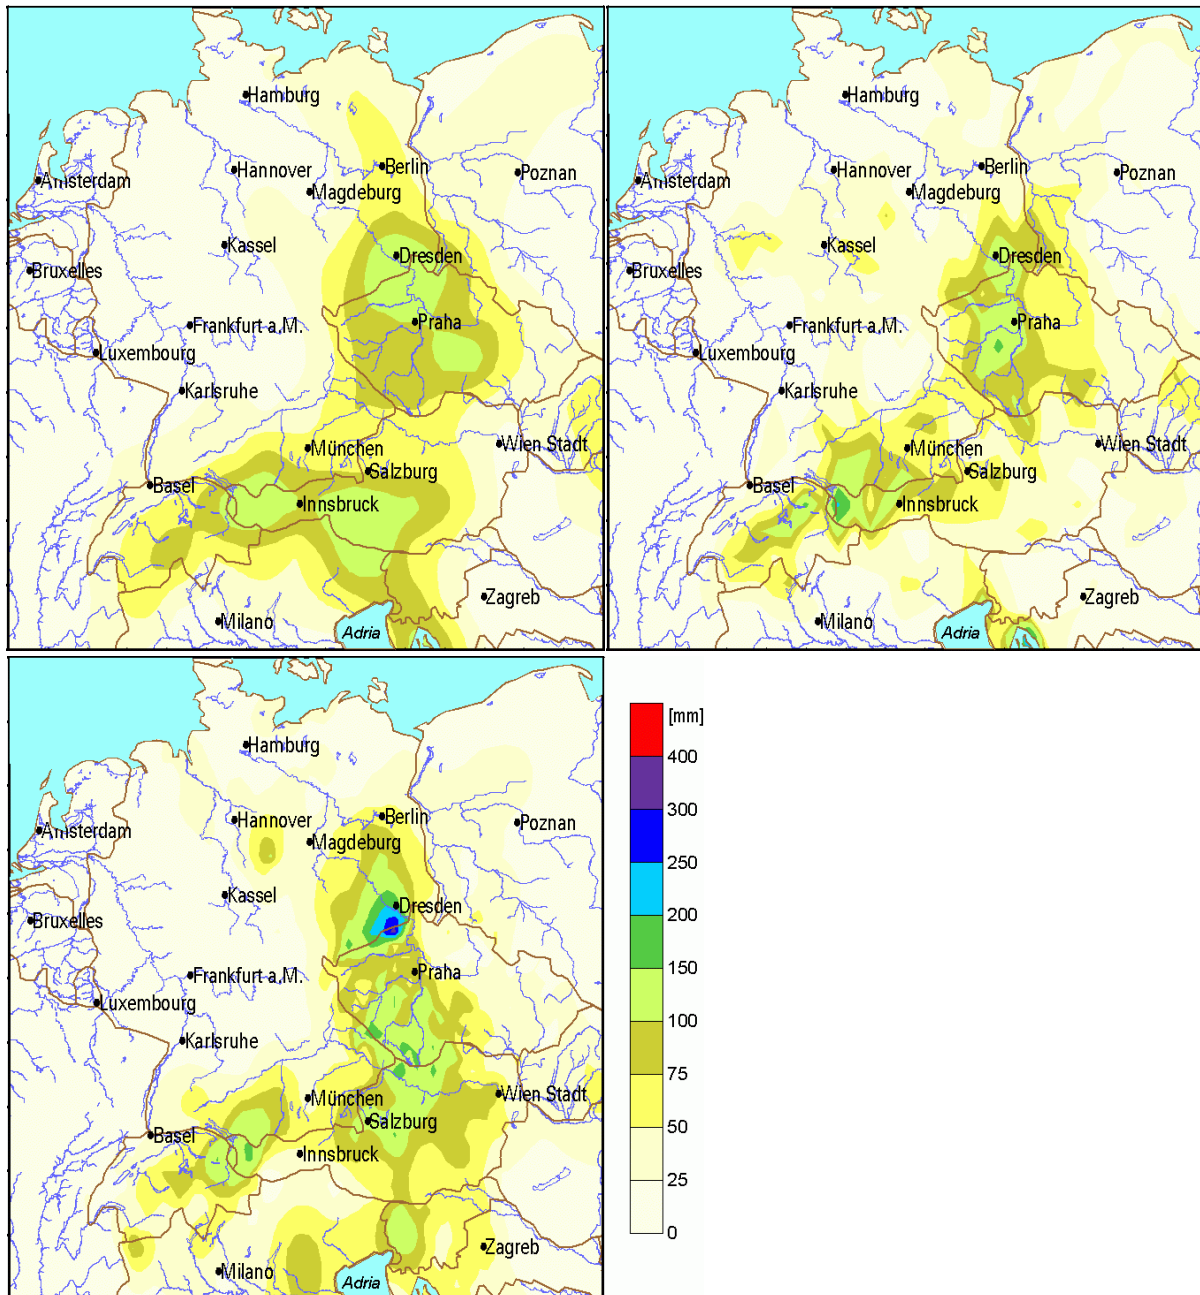 Hamburg
Berlin
Hannover
Poznan
Amsterdam
Magdeburg
Kassel
Dresden
Bruxelles
Praha
Frankfurt a.M.
Luxembourg
Karlsruhe
München
Wien Stadt
Salzburg
Basel
Innsbruck
Zagreb
Milano
Adria
Hamburg
Berlin
Hannover
Poznan
Amsterdam
Magdeburg
Kassel
Dresden
Bruxelles
Praha
Frankfurt a.M.
Luxembourg
Karlsruhe
München
Wien Stadt
Salzburg
Basel
Innsbruck
Zagreb
Milano
Adria
Hamburg
Berlin
Hannover
Poznan
Amsterdam
Magdeburg
Kassel
Dresden
Bruxelles
Praha
Frankfurt a.M.
Luxembourg
Karlsruhe
München
Wien Stadt
Salzburg
Basel
Innsbruck
Zagreb
Milano
Adria
[mm]
400
300
250
200
150
100
75
50
25
0